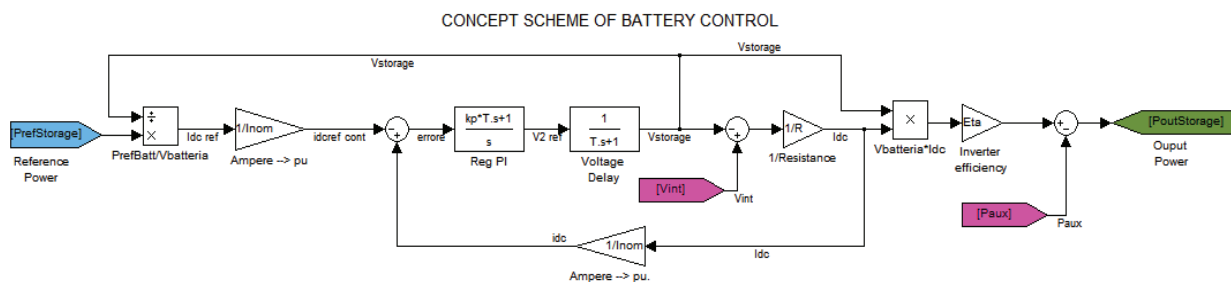 CONCEPT SCHEME OF BATTERY CONTROL
Vstorage
Vstorage
[PrefStorage]
Reference
Power
÷
×
Idc ref
PrefBatt/Vbatteria
1/Inom
Ampere --> pu
idcref cont
errore
kp*T.s+1
s
Reg PI
V2 ref
1
T.s+1
Voltage
Delay
Vstorage
[Vint]
Vint
1/R
1/Resistance
Idc
×
Vbatteria*Idc
Eta
Inverter
efficiency
[Paux]
Paux
[PoutStorage]
Ouput
Power
idc
1/Inom
Ampere --> pu.
Idc